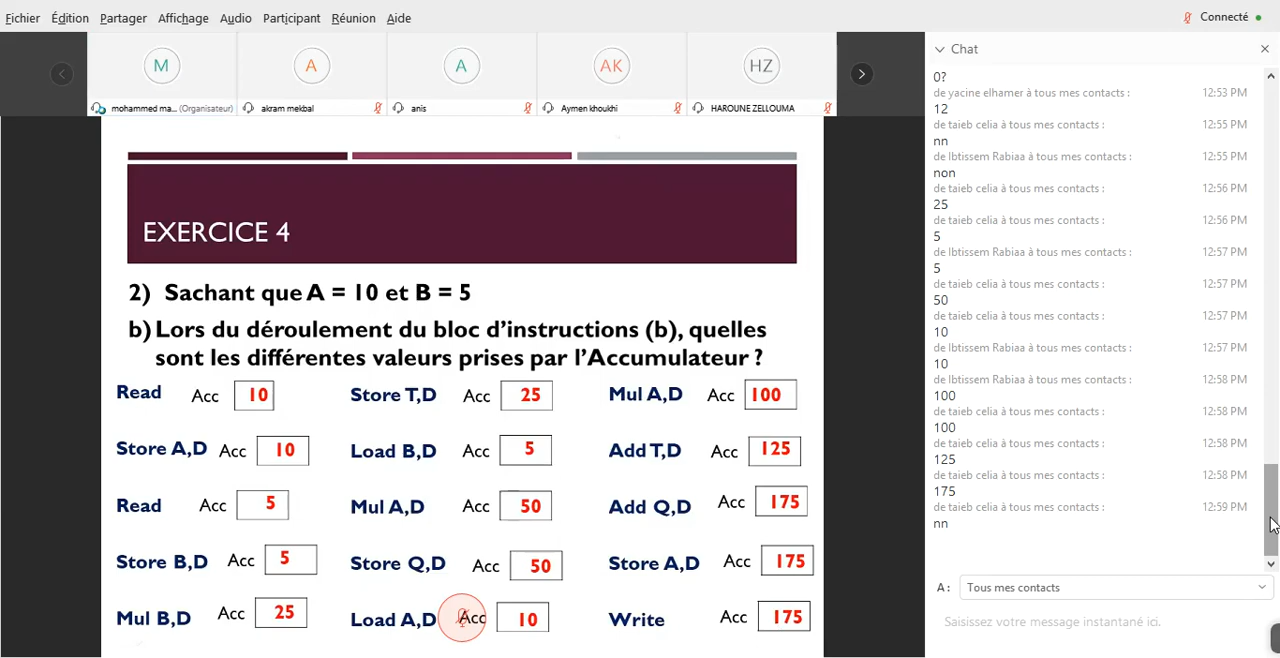 Fichier Édition Partager Affichage Audio Participant Réunion Aide
Connecté
M
A
A
AK
HZ
mohammed ma... (Organisateur)
akram mekbal
anis
Aymen khoukhi
HAROUNE ZELLOUMA
EXERCICE 4
2) Sachant que A = 10 et B = 5
b) Lors du déroulement du bloc d'instructions (b), quelles
sont les différentes valeurs prises par l'Accumulateur ?
Read Acc 10 Store T,D Acc 25 Mul A,D Acc 100
Store A,D Acc 10 Load B,D Acc 5 Add T,D Acc 125
Read Acc 5 Mul A,D Acc 50 Add Q,D Acc 175
Store B,D Acc 5 Store Q,D Acc 50 Store A,D Acc 175
Mul B,D Acc 25 Load A,D Acc 10 Write Acc 175
Chat
0?
de yacine elhamer à tous mes contacts : 12:53 PM
12
de taieb celia à tous mes contacts : 12:55 PM
nn
de Ibtissem Rabiaa à tous mes contacts : 12:55 PM
non
de taieb celia à tous mes contacts : 12:56 PM
25
de taieb celia à tous mes contacts : 12:56 PM
5
de Ibtissem Rabiaa à tous mes contacts : 12:57 PM
5
de taieb celia à tous mes contacts : 12:57 PM
50
de taieb celia à tous mes contacts : 12:57 PM
10
de Ibtissem Rabiaa à tous mes contacts : 12:57 PM
10
de Ibtissem Rabiaa à tous mes contacts : 12:58 PM
100
de taieb celia à tous mes contacts : 12:58 PM
100
de taieb celia à tous mes contacts : 12:58 PM
125
de taieb celia à tous mes contacts : 12:58 PM
175
de taieb celia à tous mes contacts : 12:59 PM
nn
A : Tous mes contacts
Saisissez votre message instantané ici.